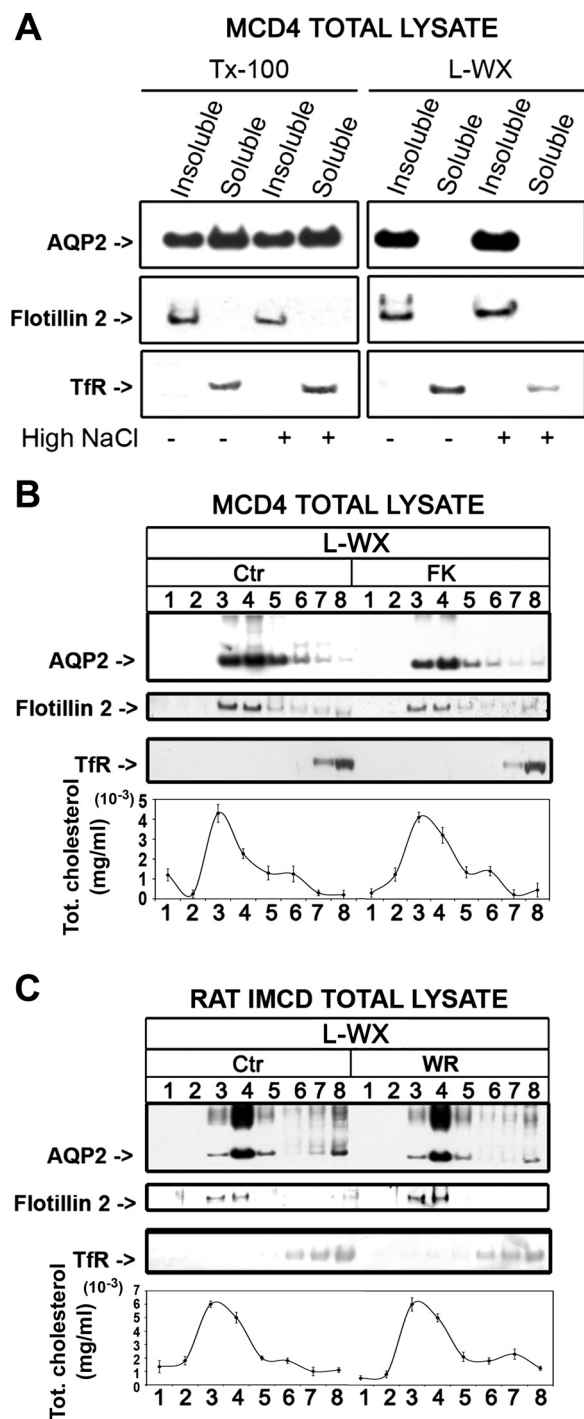 A
MCD4 TOTAL LYSATE
Tx-100 L-WX
Insoluble Soluble Insoluble Soluble Insoluble Soluble Insoluble Soluble
AQP2 ->
Flotillin 2 ->
TfR ->
High NaCl - - + + - - + +
B
MCD4 TOTAL LYSATE
L-WX
Ctr FK
1 2 3 4 5 6 7 8 1 2 3 4 5 6 7 8
AQP2 ->
Flotillin 2 ->
TfR ->
Tot. cholesterol
(mg/ml)
(10-3)
5
4
3
2
1
0
1 2 3 4 5 6 7 8 1 2 3 4 5 6 7 8
C
RAT IMCD TOTAL LYSATE
L-WX
Ctr WR
1 2 3 4 5 6 7 8 1 2 3 4 5 6 7 8
AQP2 ->
Flotillin 2 ->
TfR ->
Tot. cholesterol
(mg/ml)
(10-3)
7
6
5
4
3
2
1
0
1 2 3 4 5 6 7 8 1 2 3 4 5 6 7 8